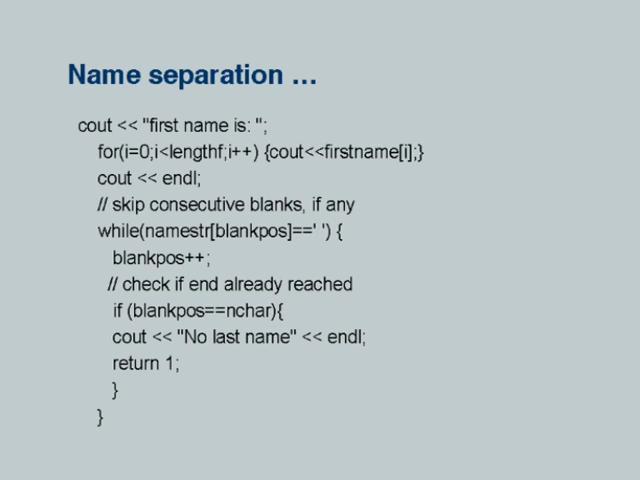 Name separation …
cout << "first name is: ";
for(i=0;i<lengthf;i++) {cout<<firstname[i];}
cout << endl;
// skip consecutive blanks, if any
while(namestr[blankpos]==' ') {
blankpos++;
// check if end already reached
if (blankpos==nchar){
cout << "No last name" << endl;
return 1;
}
}